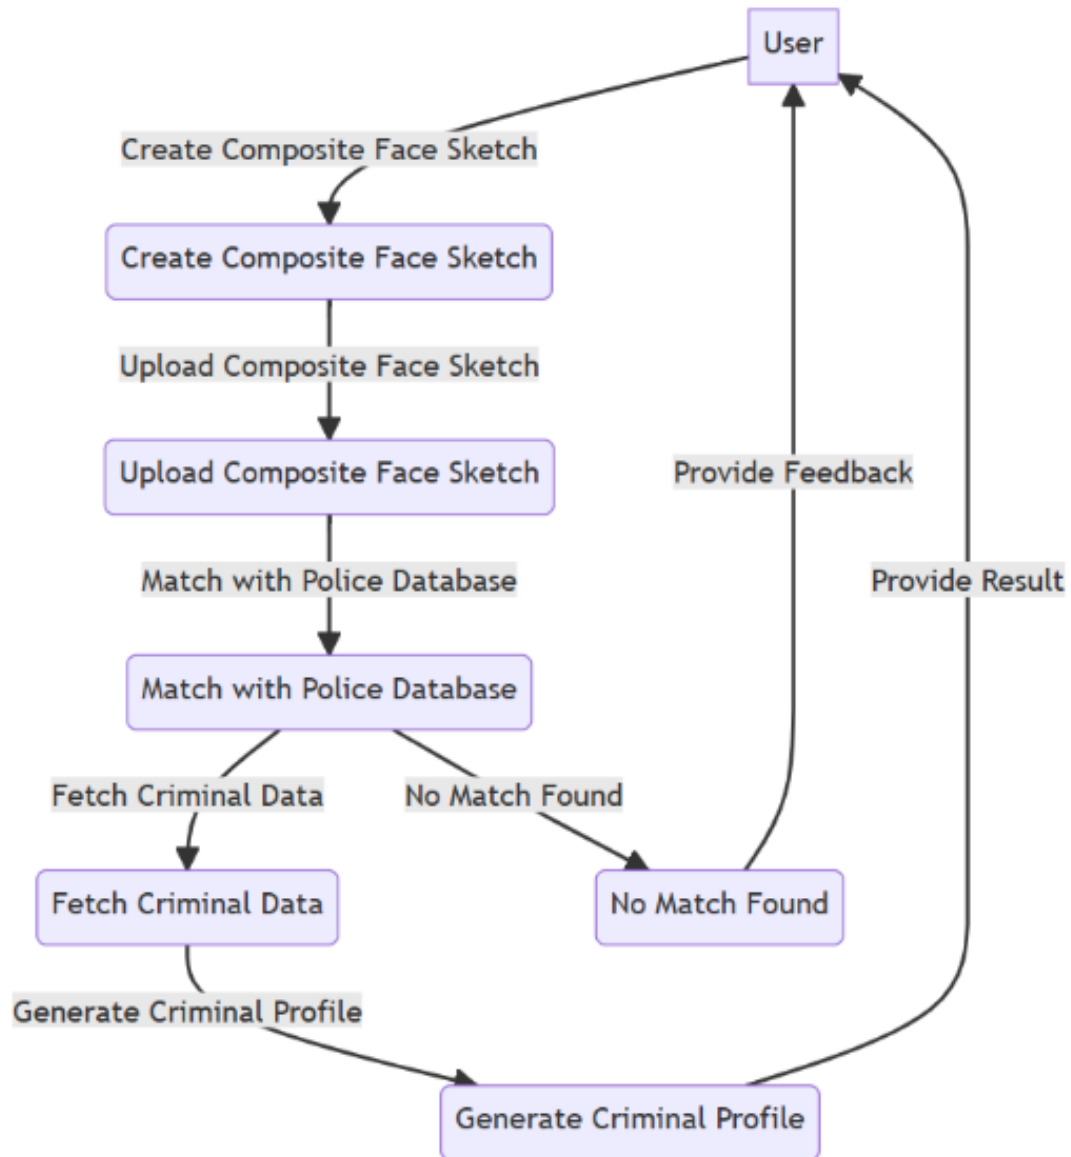 User
Create Composite Face Sketch
Create Composite Face Sketch
Upload Composite Face Sketch
Upload Composite Face Sketch
Provide Feedback
Match with Police Database
Provide Result
Match with Police Database
Fetch Criminal Data
No Match Found
Fetch Criminal Data
No Match Found
Generate Criminal Profile
Generate Criminal Profile